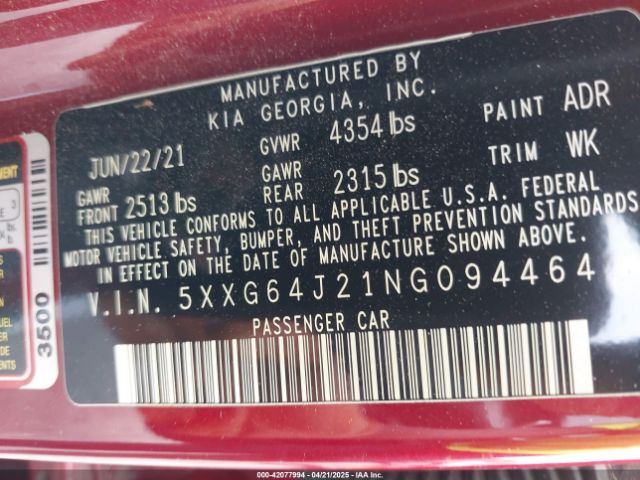 MANUFACTURED BY
KIA GEORGIA, INC.
JUN/22/21 GVWR 4354 lbs PAINT ADR
GAWR FRONT 2513 lbs GAWR REAR 2315 lbs TRIM WK
THIS VEHICLE CONFORMS TO ALL APPLICABLE U.S.A. FEDERAL
MOTOR VEHICLE SAFETY, BUMPER, AND THEFT PREVENTION STANDARDS
IN EFFECT ON THE DATE OF MANUFACTURE SHOWN ABOVE.
V.I.N. 5XXG64J21NG094464
PASSENGER CAR
3500
000-42077994 - 04/21/2025 - IAA, Inc.